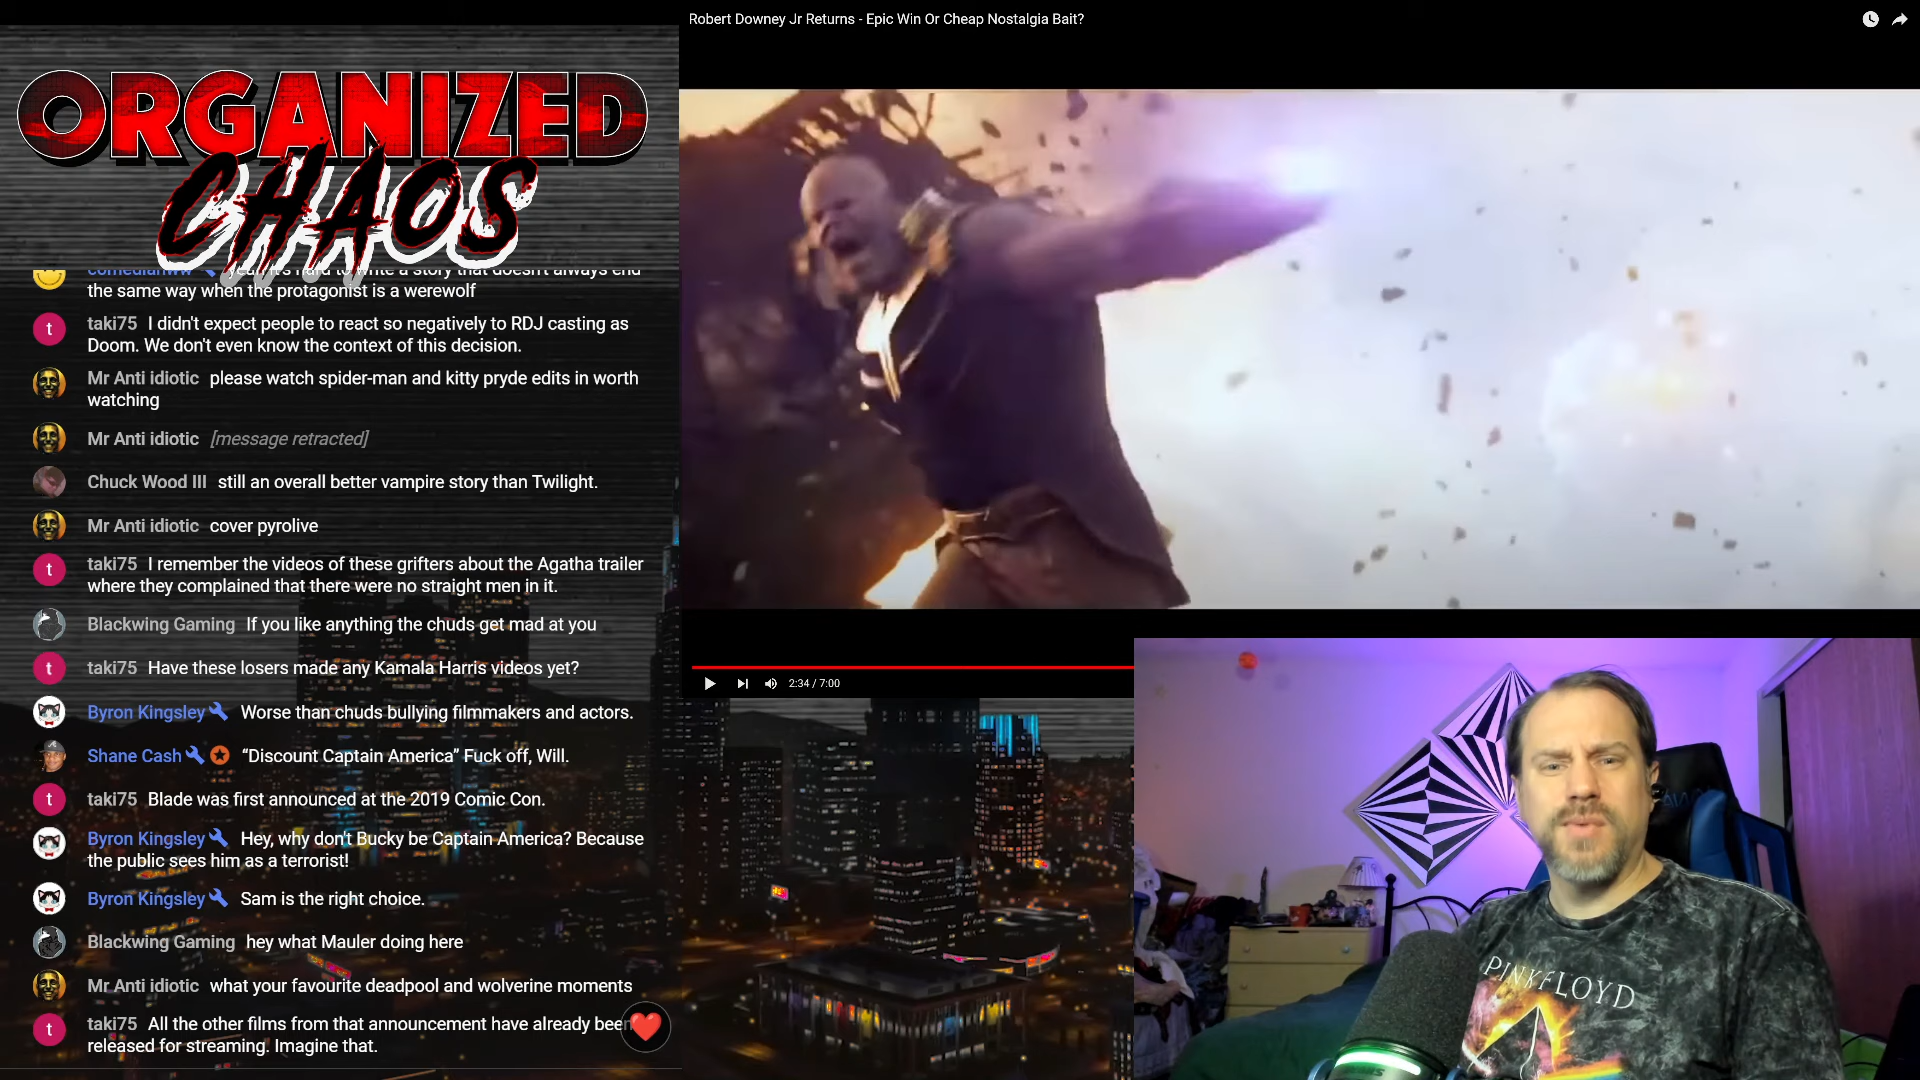 Robert Downey Jr Returns - Epic Win Or Cheap Nostalgia Bait?
ORGANIZED
CHAOS
the same way when the protagonist is a werewolf
t
taki75 I didn't expect people to react so negatively to RDJ casting as
Doom. We don't even know the context of this decision.
Mr Anti idiotic please watch spider-man and kitty pryde edits in worth
watching
Mr Anti idiotic [message retracted]
Chuck Wood III still an overall better vampire story than Twilight.
Mr Anti idiotic cover pyrolive
t
taki75 I remember the videos of these grifters about the Agatha trailer
where they complained that there were no straight men in it.
Blackwing Gaming If you like anything the chuds get mad at you
t
taki75 Have these losers made any Kamala Harris videos yet?
Byron Kingsley Worse than chuds bullying filmmakers and actors.
Shane Cash “Discount Captain America” Fuck off, Will.
t
taki75 Blade was first announced at the 2019 Comic Con.
Byron Kingsley Hey, why don't Bucky be Captain America? Because
the public sees him as a terrorist!
Byron Kingsley Sam is the right choice.
Blackwing Gaming hey what Mauler doing here
Mr Anti idiotic what your favourite deadpool and wolverine moments
t
taki75 All the other films from that announcement have already been
released for streaming. Imagine that.
2:34 / 7:00
PINK FLOYD